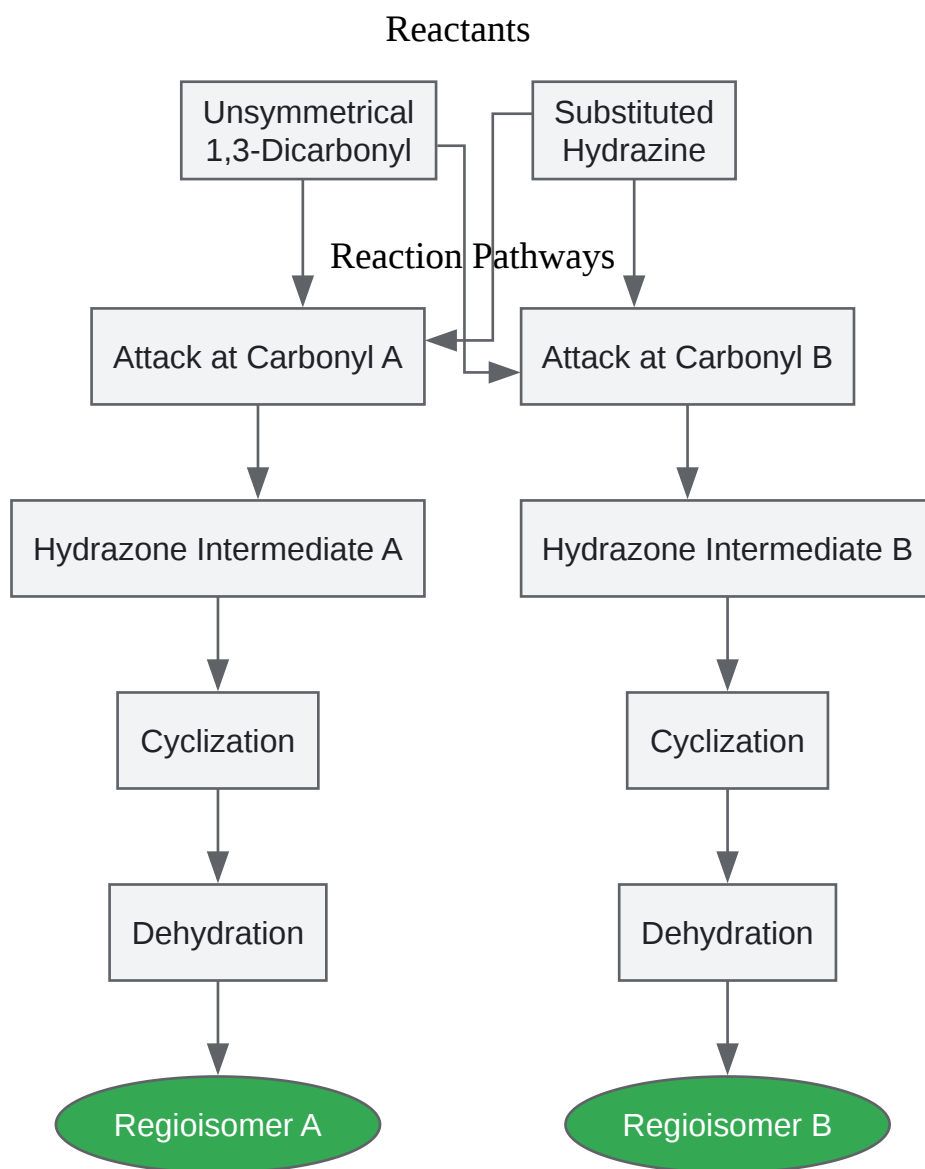 Reactants
Unsymmetrical
1,3-Dicarbonyl
Substituted
Hydrazine
Reaction Pathways
Attack at Carbonyl A
Attack at Carbonyl B
Hydrazone Intermediate A
Hydrazone Intermediate B
Cyclization
Cyclization
Dehydration
Dehydration
Regioisomer A
Regioisomer B